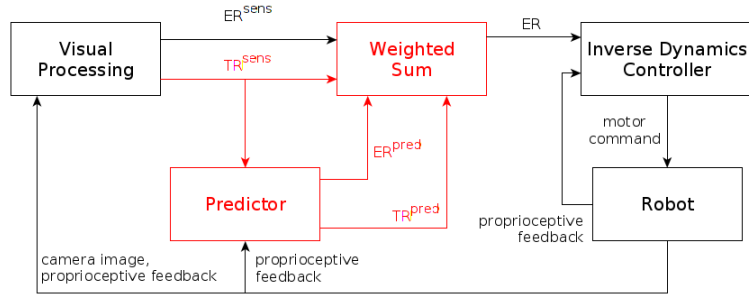 ER^sens
ER
Visual
Processing
Weighted
Sum
Inverse Dynamics
Controller
TR^sens
motor
command
ER^pred
Predictor
Robot
TR^pred
proprioceptive
feedback
camera image,
proprioceptive feedback
proprioceptive
feedback